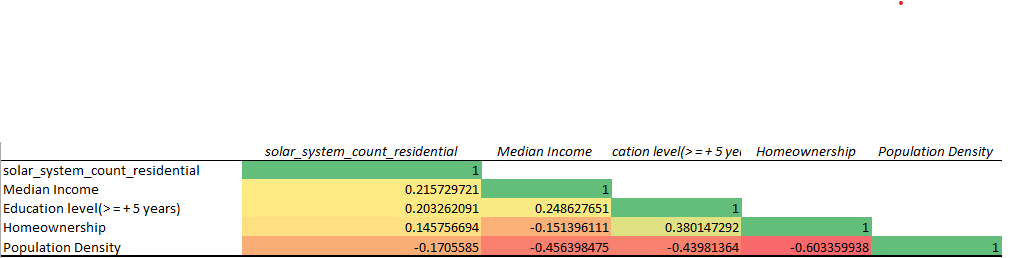 solar_system_count_residential Median Income cation level(> = + 5 yea Homeownership Population Density
solar_system_count_residential 1
Median Income 0.215729721 1
Education level(> = + 5 years) 0.203262091 0.248627651 1
Homeownership 0.145756694 -0.151396111 0.380147292 1
Population Density -0.1705585 -0.456398475 -0.43981364 -0.603359938 1